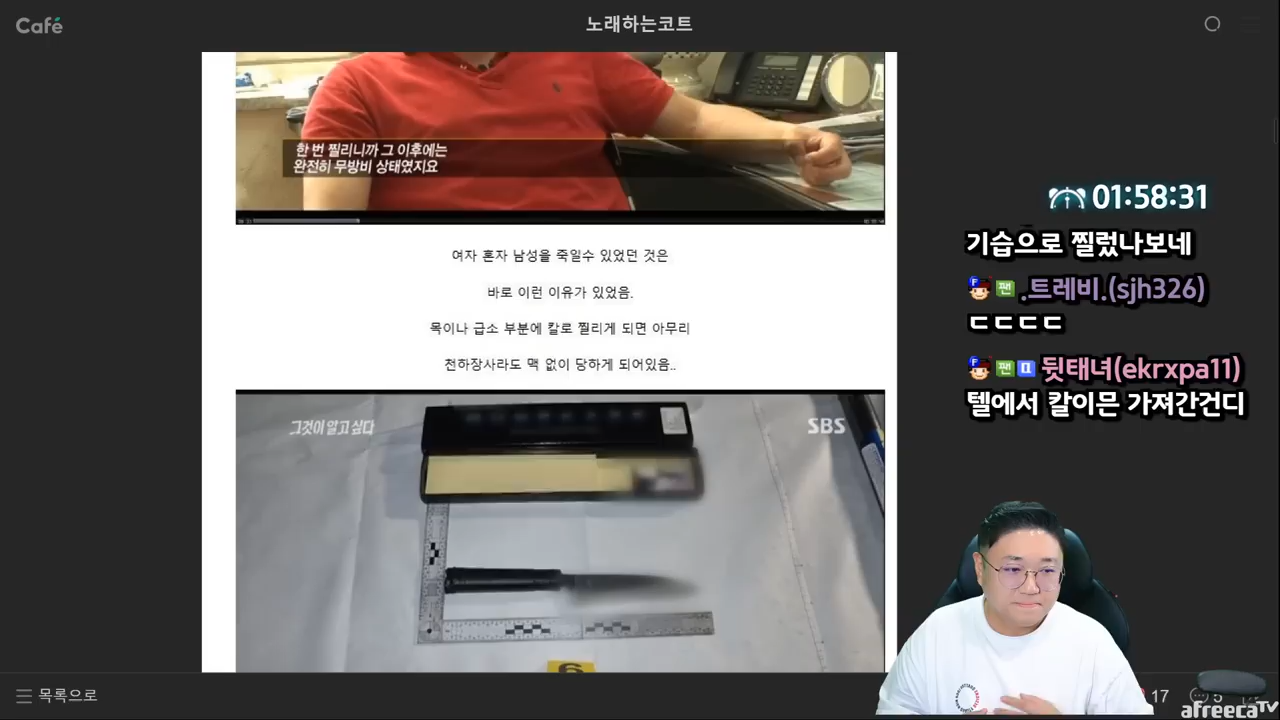 Café
노래하는코트
한 번 찔리니까 그 이후에는
완전히 무방비 상태였지요
여자 혼자 남성을 죽일수 있었던 것은
바로 이런 이유가 있었음.
목이나 급소 부분에 칼로 찔리게 되면 아무리
천하장사라도 맥 없이 당하게 되어있음..
그것이 알고 싶다
SBS
6
01:58:31
기습으로 찔렀나보네
F 팬 .트레비.(sjh326)
ㄷㄷㄷㄷ
F 팬 뒷태녀(ekrxpa11)
텔에서 칼이믄 가져간건디
목록으로
17
5
afreecaTV